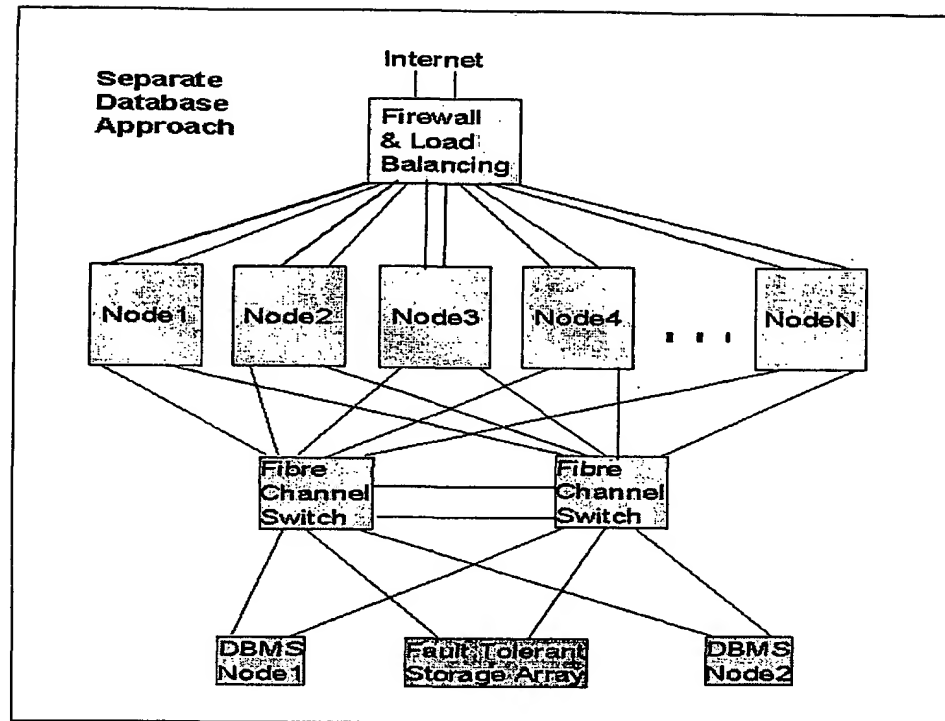 Internet
Separate
Database
Approach
Firewall
& Load
Balancing
Node1
Node2
Node3
Node4
. . .
NodeN
Fibre
Channel
Switch
Fibre
Channel
Switch
DBMS
Node1
Fault Tolerant
Storage Array
DBMS
Node2